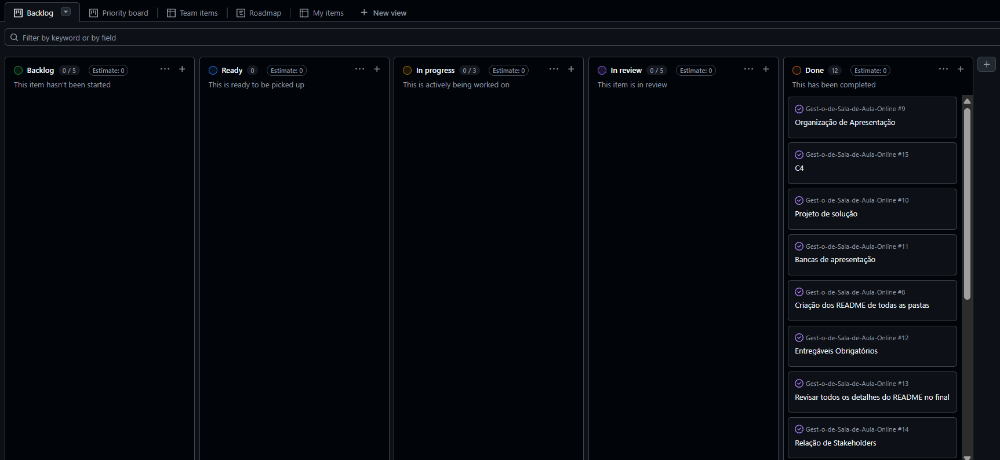 Backlog
Priority board
Team items
Roadmap
My items
New view
Filter by keyword or by field
Backlog 0 / 5 Estimate: 0
This item hasn't been started
Ready 0 Estimate: 0
This is ready to be picked up
In progress 0 / 3 Estimate: 0
This is actively being worked on
In review 0 / 5 Estimate: 0
This item is in review
Done 12 Estimate: 0
This has been completed
Gest-o-de-Sala-de-Aula-Online #9
Organização de Apresentação
Gest-o-de-Sala-de-Aula-Online #15
C4
Gest-o-de-Sala-de-Aula-Online #10
Projeto de solução
Gest-o-de-Sala-de-Aula-Online #11
Bancas de apresentação
Gest-o-de-Sala-de-Aula-Online #8
Criação dos README de todas as pastas
Gest-o-de-Sala-de-Aula-Online #12
Entregáveis Obrigatórios
Gest-o-de-Sala-de-Aula-Online #13
Revisar todos os detalhes do README no final
Gest-o-de-Sala-de-Aula-Online #14
Relação de Stakeholders